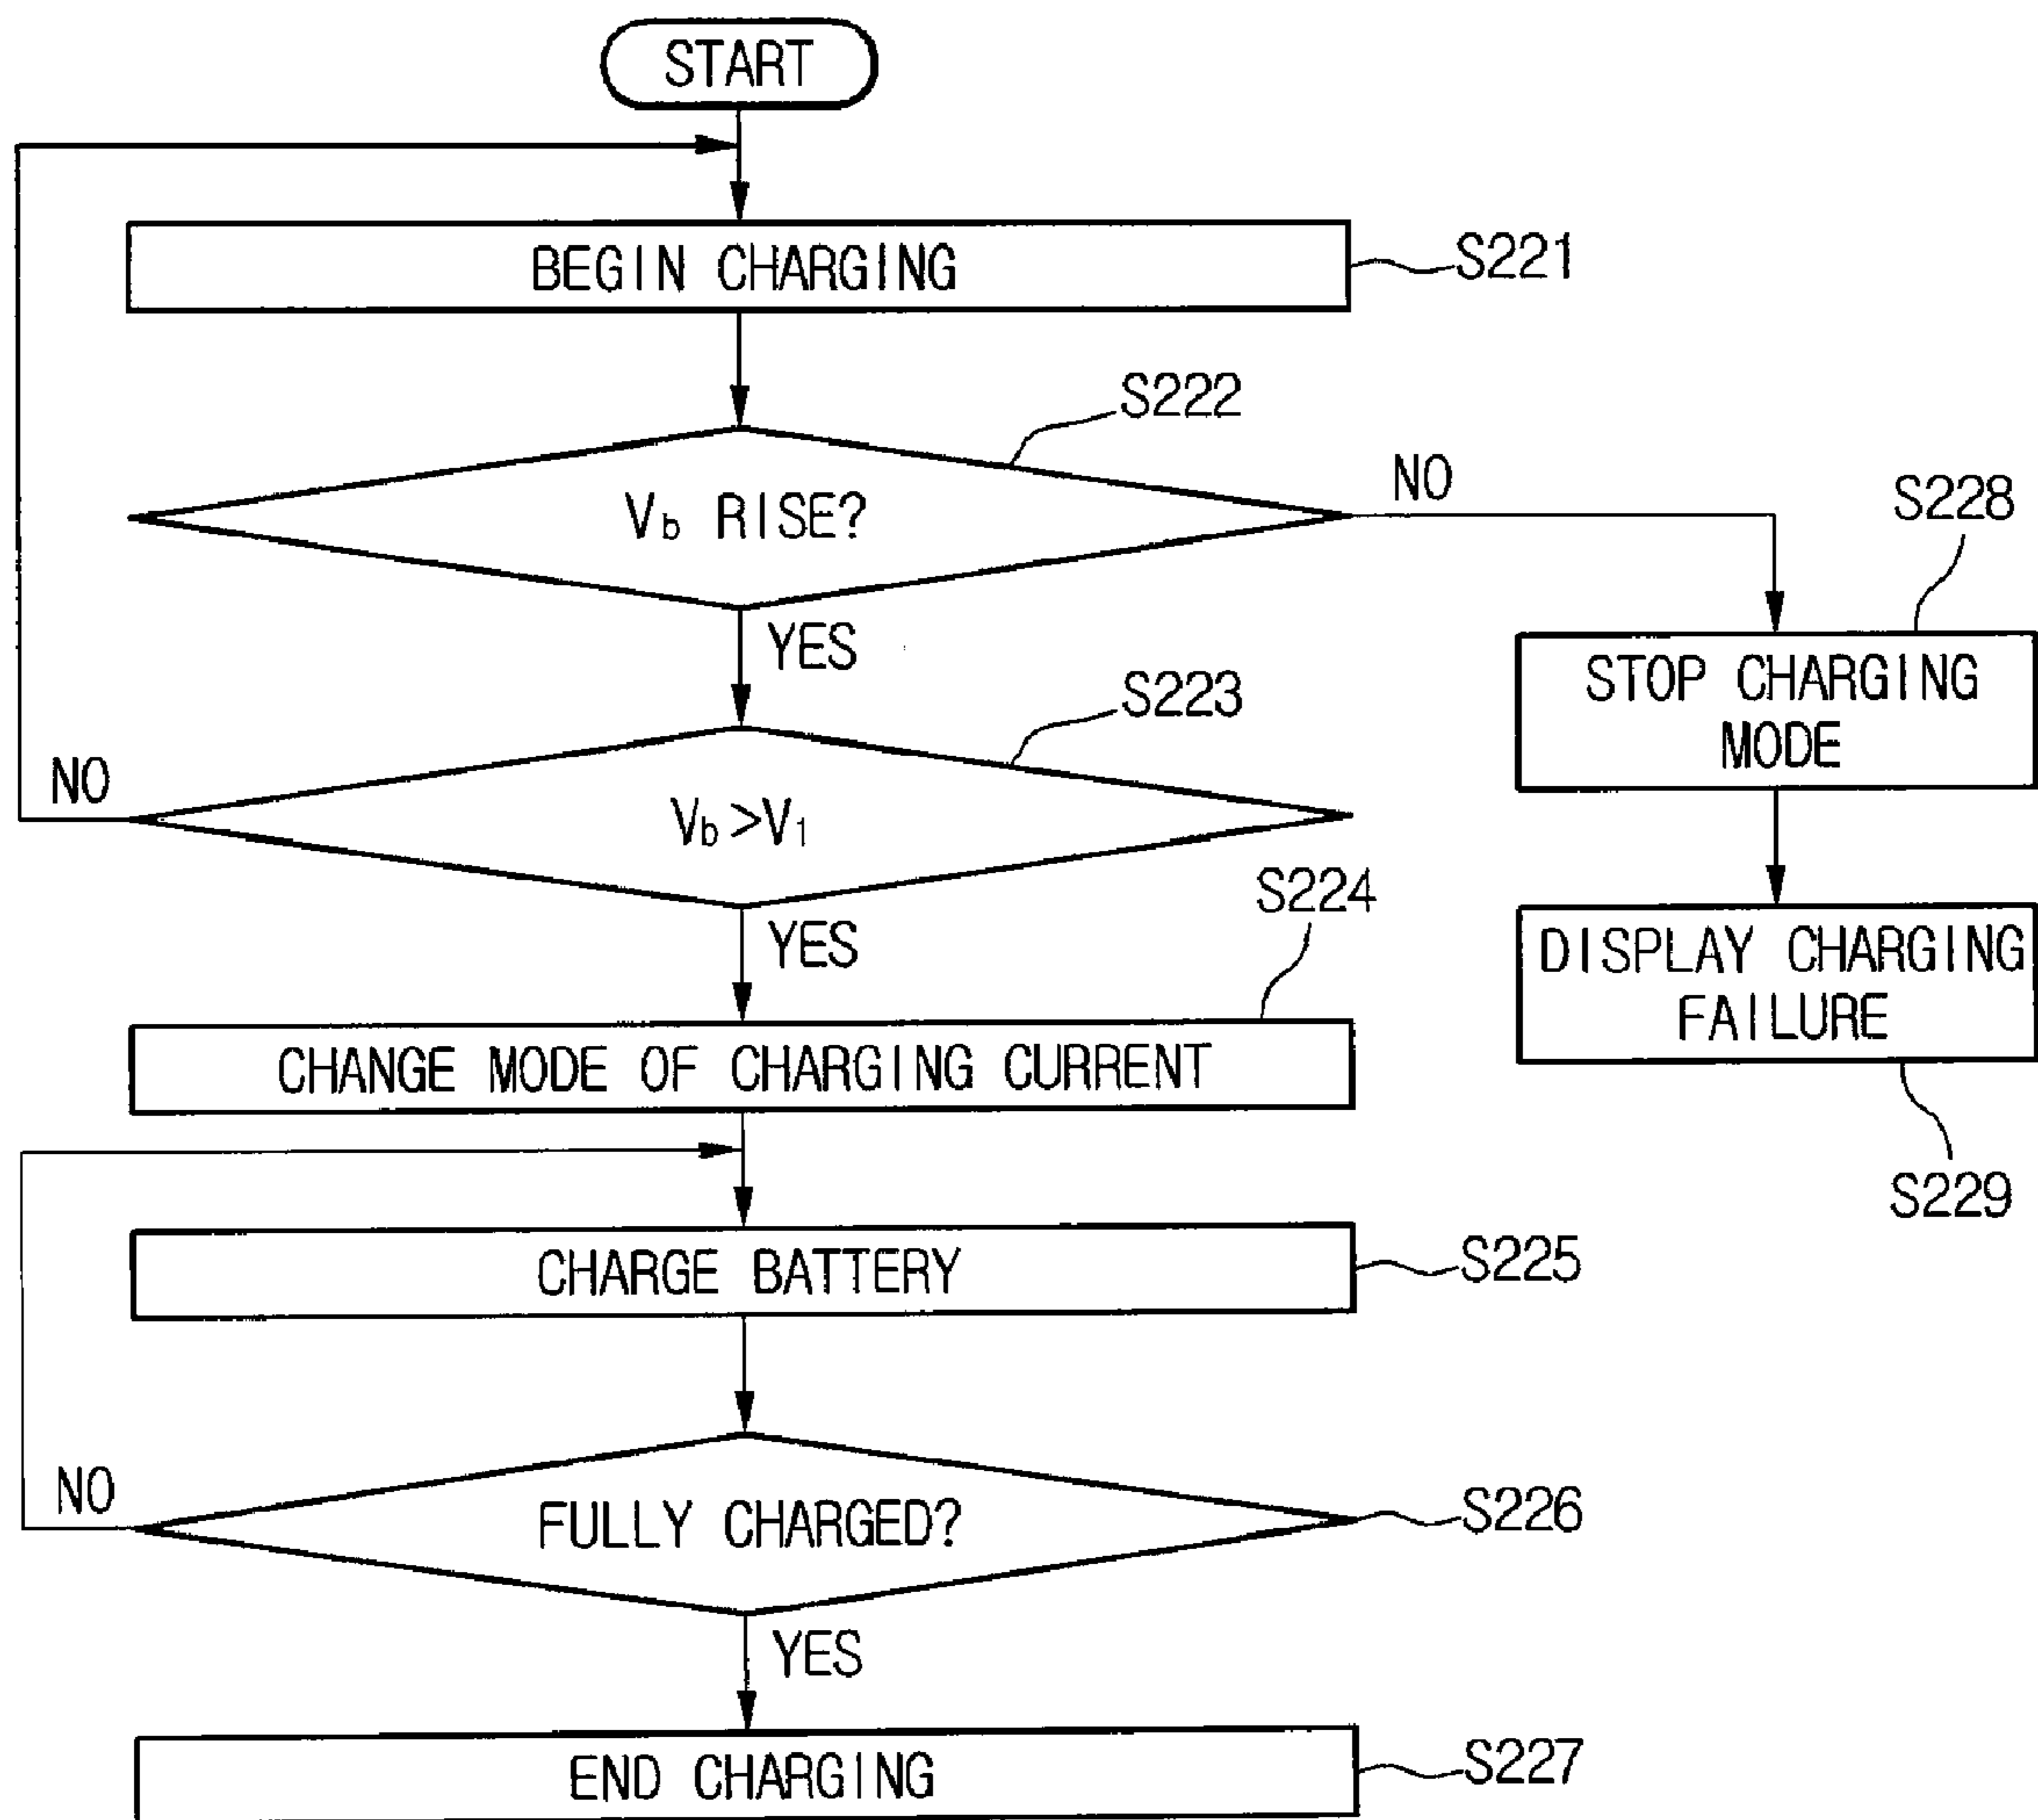 START
BEGIN CHARGING
S221
S222
Vb RISE?
NO
S228
YES
STOP CHARGING
MODE
S223
NO
Vb>V1
S224
YES
DISPLAY CHARGING
FAILURE
CHANGE MODE OF CHARGING CURRENT
S229
CHARGE BATTERY
S225
NO
FULLY CHARGED?
S226
YES
END CHARGING
S227